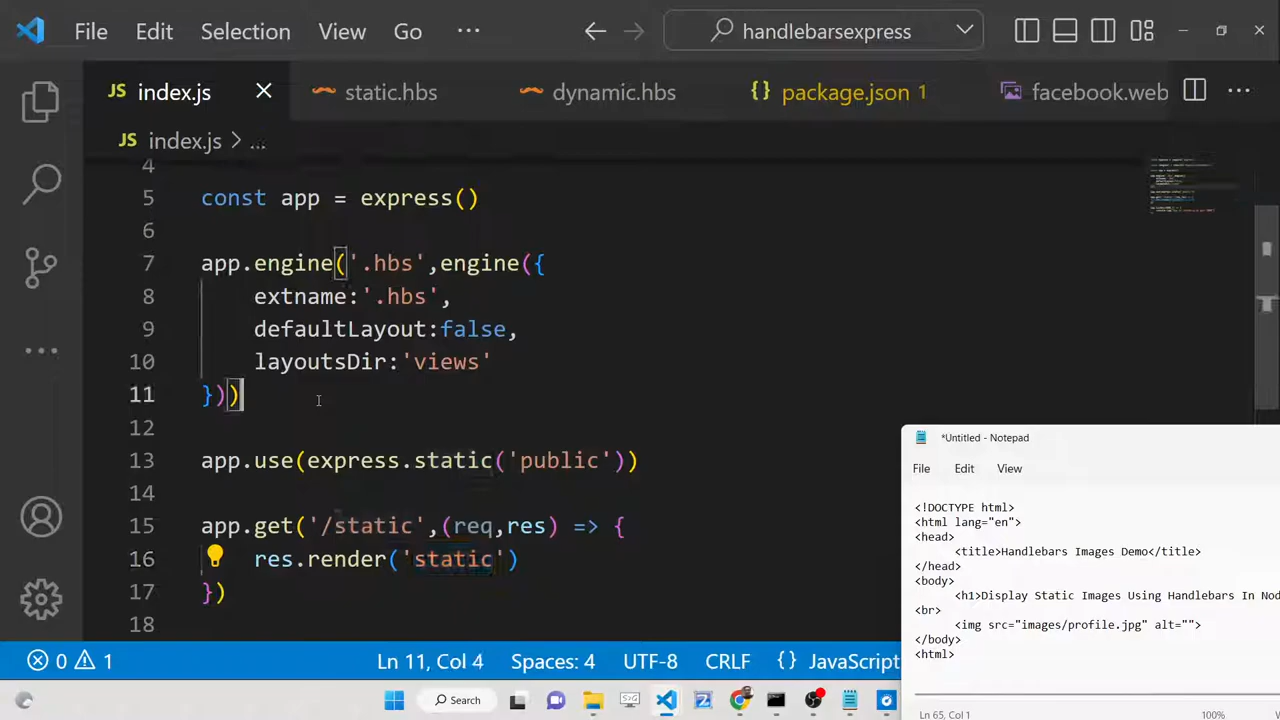 File Edit Selection View Go ··· handlebarsexpress
JS index.js static.hbs dynamic.hbs {} package.json 1 facebook.web ···
JS index.js > ...
4
5 const app = express()
6
7 app.engine('.hbs',engine({
8 extname:'.hbs',
9 defaultLayout:false,
10 layoutsDir:'views'
11 }))
12
13 app.use(express.static('public'))
14
15 app.get('/static',(req,res) => {
16 res.render('static')
17 })
18
0 1 Ln 11, Col 4 Spaces: 4 UTF-8 CRLF {} JavaScript
Search
*Untitled - Notepad
File Edit View
<!DOCTYPE html>
<html lang="en">
<head>
<title>Handlebars Images Demo</title>
</head>
<body>
<h1>Display Static Images Using Handlebars In Nod
<br>
<img src="images/profile.jpg" alt="">
</body>
<html>
Ln 65, Col 1 100%